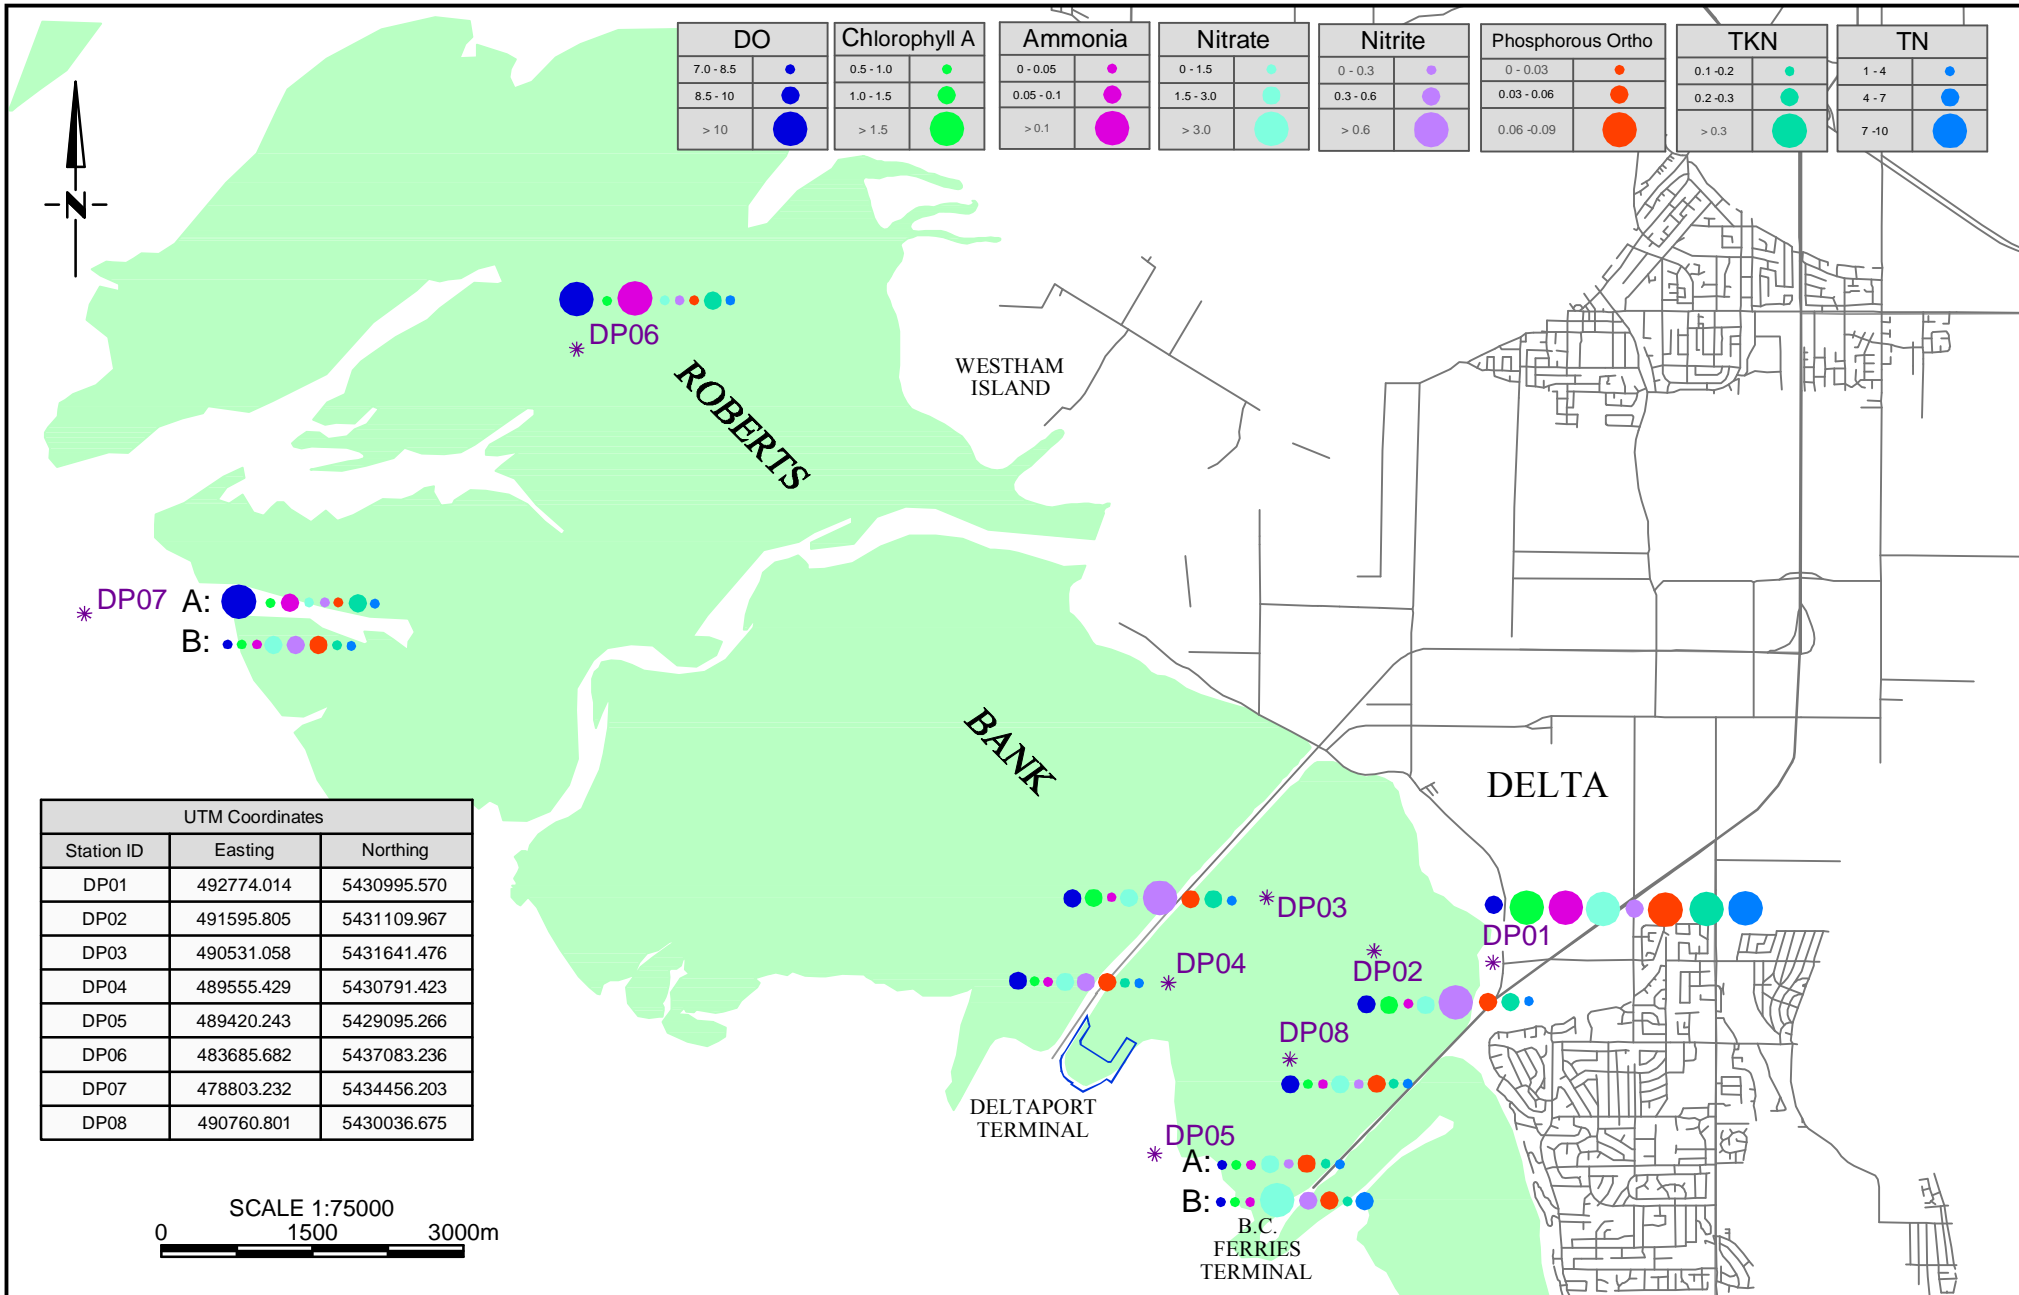 DO
7.0 - 8.5
8.5 - 10
> 10
Chlorophyll A
0.5 - 1.0
1.0 - 1.5
> 1.5
Ammonia
0 - 0.05
0.05 - 0.1
> 0.1
Nitrate
0 - 1.5
1.5 - 3.0
> 3.0
Nitrite
0 - 0.3
0.3 - 0.6
> 0.6
Phosphorous Ortho
0 - 0.03
0.03 - 0.06
0.06 -0.09
TKN
0.1 -0.2
0.2 -0.3
> 0.3
TN
1 - 4
4 - 7
7 -10
N
DP06
ROBERTS
WESTHAM
ISLAND
DP07
A:
B:
BANK
DELTA
DP03
DP01
DP04
DP02
DP08
DELTAPORT
TERMINAL
DP05
A:
B:
B.C.
FERRIES
TERMINAL
UTM Coordinates
Station ID Easting Northing
DP01 492774.014 5430995.570
DP02 491595.805 5431109.967
DP03 490531.058 5431641.476
DP04 489555.429 5430791.423
DP05 489420.243 5429095.266
DP06 483685.682 5437083.236
DP07 478803.232 5434456.203
DP08 490760.801 5430036.675
SCALE 1:75000
0 1500 3000m